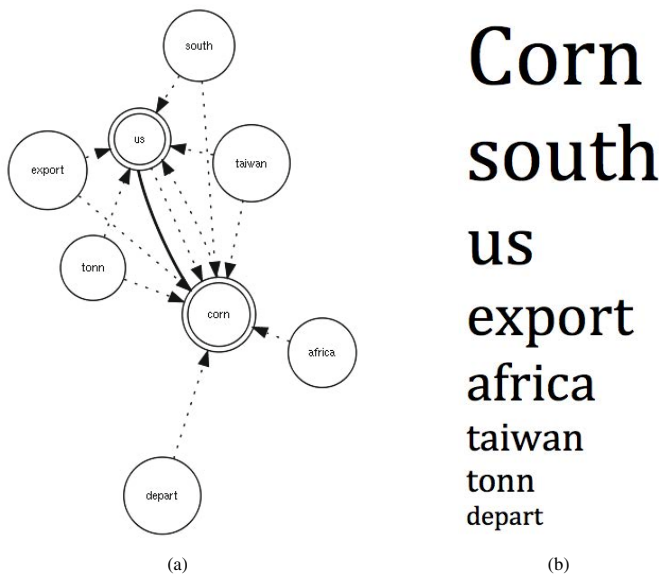 south
us
export
taiwan
tonn
corn
africa
depart
(a)
Corn
south
us
export
africa
taiwan
tonn
depart
(b)